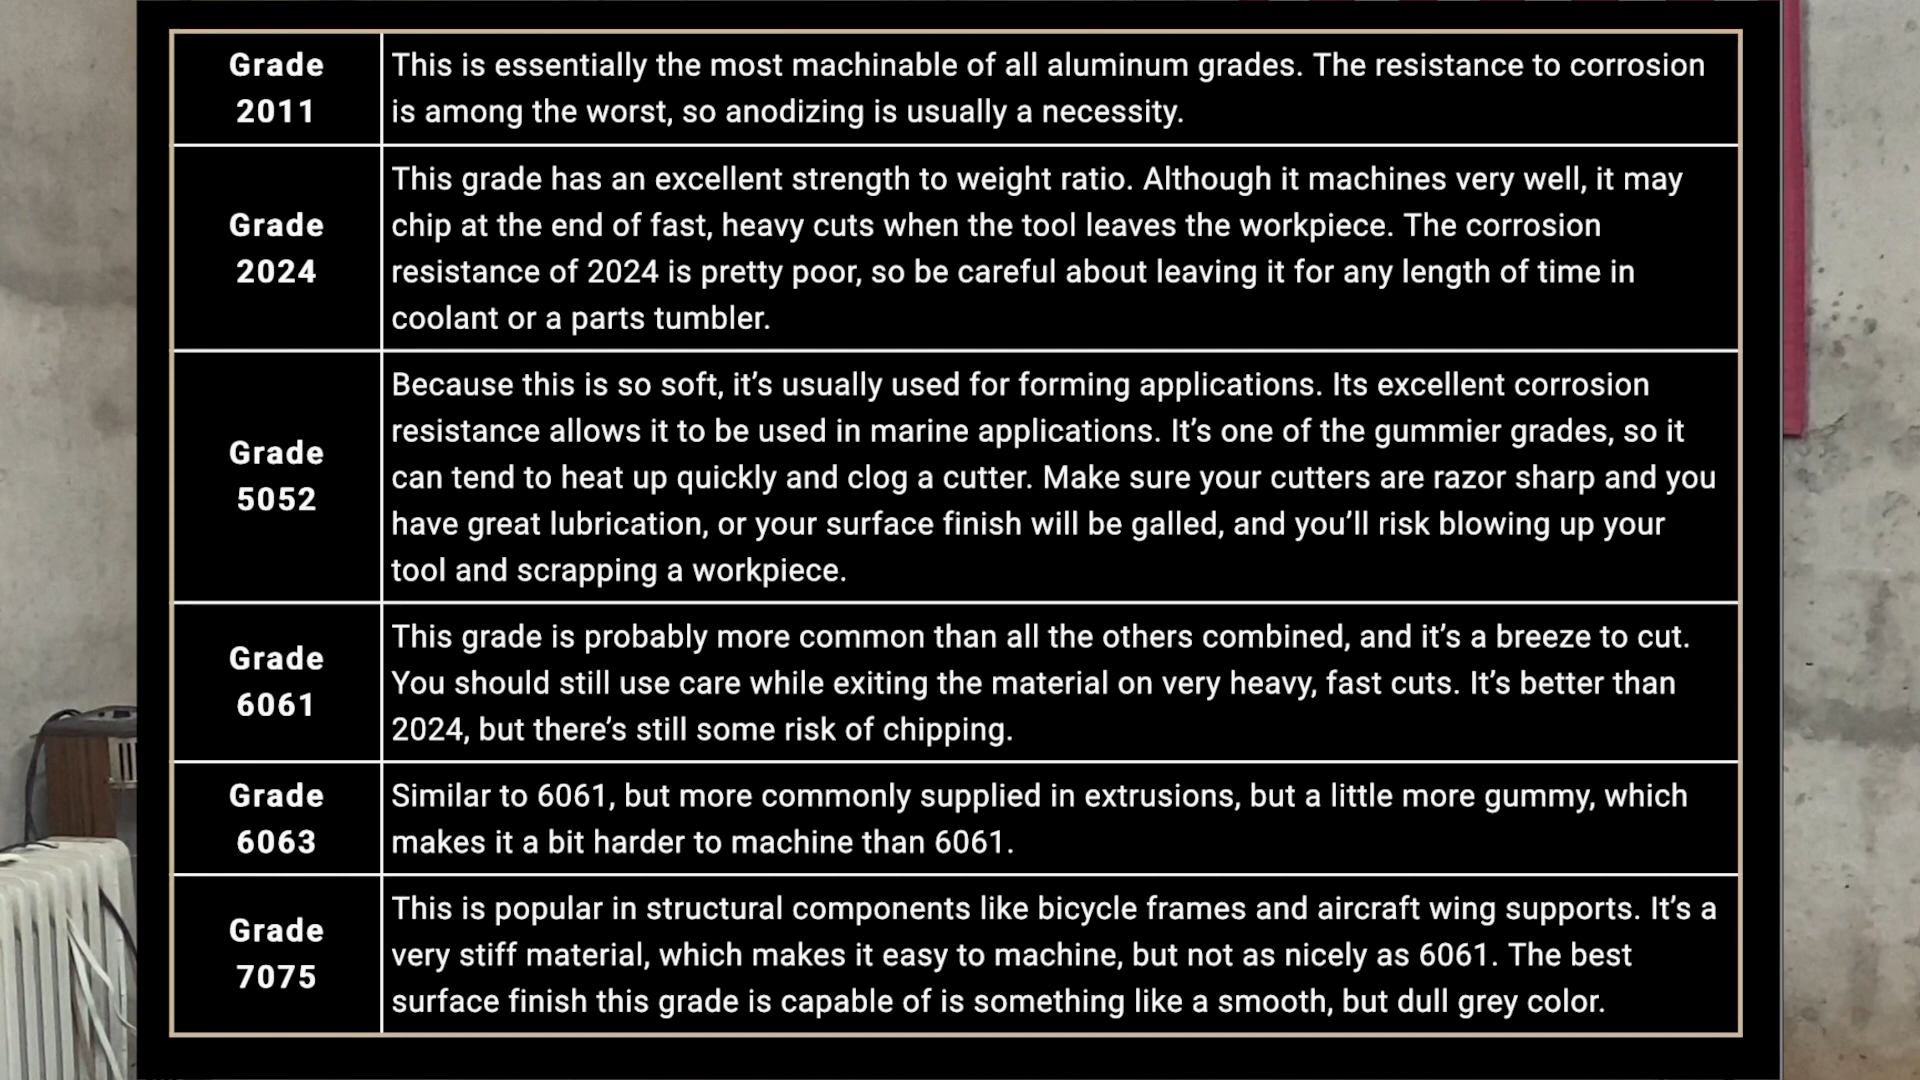 Grade
2011
This is essentially the most machinable of all aluminum grades. The resistance to corrosion
is among the worst, so anodizing is usually a necessity.
Grade
2024
This grade has an excellent strength to weight ratio. Although it machines very well, it may
chip at the end of fast, heavy cuts when the tool leaves the workpiece. The corrosion
resistance of 2024 is pretty poor, so be careful about leaving it for any length of time in
coolant or a parts tumbler.
Grade
5052
Because this is so soft, it’s usually used for forming applications. Its excellent corrosion
resistance allows it to be used in marine applications. It’s one of the gummier grades, so it
can tend to heat up quickly and clog a cutter. Make sure your cutters are razor sharp and you
have great lubrication, or your surface finish will be galled, and you’ll risk blowing up your
tool and scrapping a workpiece.
Grade
6061
This grade is probably more common than all the others combined, and it’s a breeze to cut.
You should still use care while exiting the material on very heavy, fast cuts. It’s better than
2024, but there’s still some risk of chipping.
Grade
6063
Similar to 6061, but more commonly supplied in extrusions, but a little more gummy, which
makes it a bit harder to machine than 6061.
Grade
7075
This is popular in structural components like bicycle frames and aircraft wing supports. It’s a
very stiff material, which makes it easy to machine, but not as nicely as 6061. The best
surface finish this grade is capable of is something like a smooth, but dull grey color.